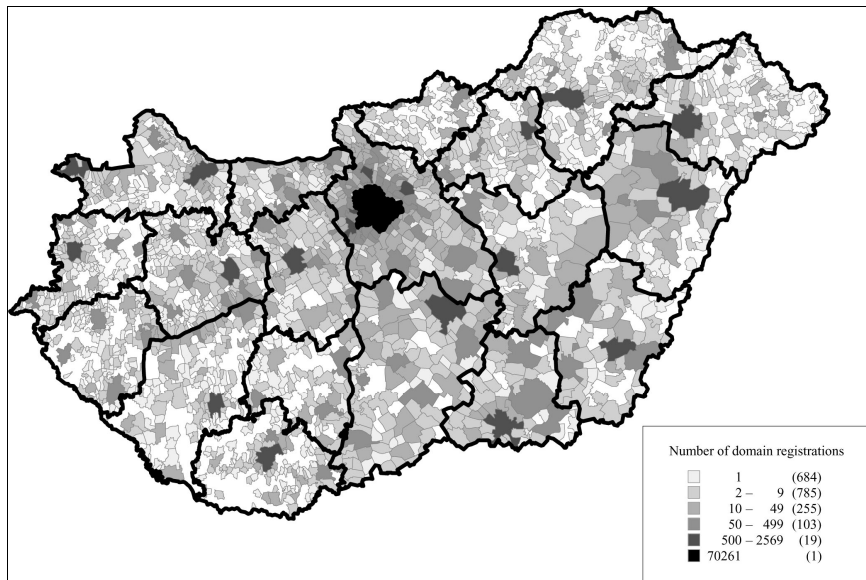 Number of domain registrations
1 (684)
2 – 9 (785)
10 – 49 (255)
50 – 499 (103)
500 – 2569 (19)
70261 (1)